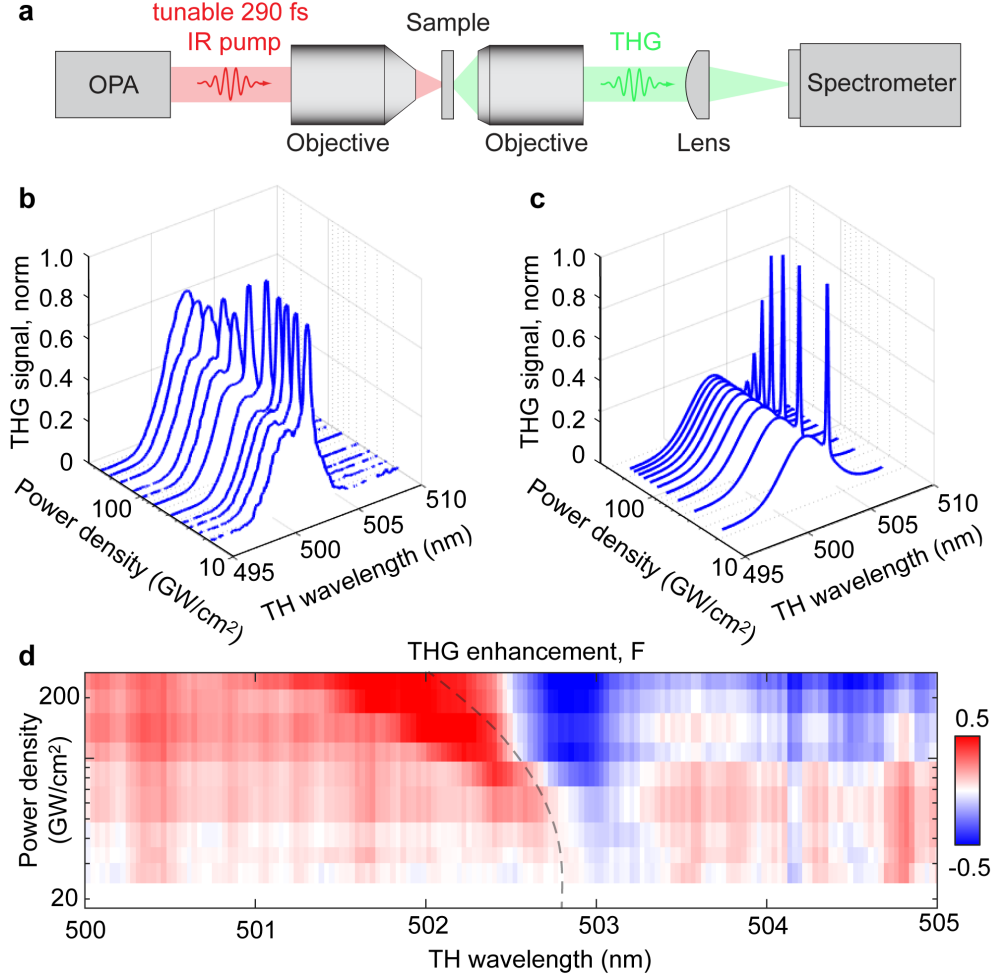 a
tunable 290 fs
IR pump
Sample
THG
OPA
Spectrometer
Objective
Objective
Lens
b
THG signal, norm
1.0
0.8
0.6
0.4
0.2
0
100
10
Power density (GW/cm²)
495
500
505
510
TH wavelength (nm)
c
THG signal, norm
1.0
0.8
0.6
0.4
0.2
0
100
10
Power density (GW/cm²)
495
500
505
510
TH wavelength (nm)
d
THG enhancement, F
Power density
(GW/cm²)
200
20
500
501
502
503
504
505
TH wavelength (nm)
0.5
-0.5